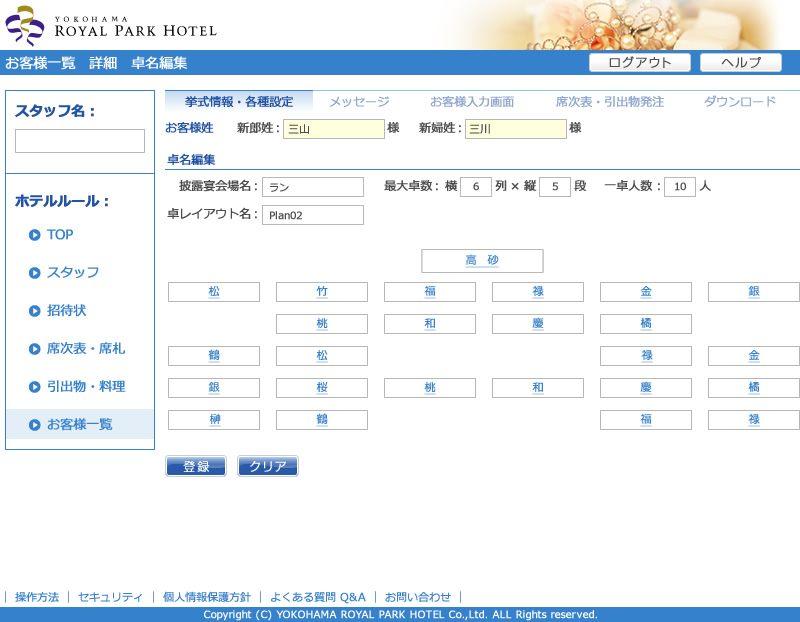 YOKOHAMA
ROYAL PARK HOTEL
お客様一覧 詳細 卓名編集
ログアウト ヘルプ
スタッフ名：
ホテルルール：
TOP
スタッフ
招待状
席次表・席札
引出物・料理
お客様一覧
挙式情報・各種設定 メッセージ お客様入力画面 席次表・引出物発注 ダウンロード
お客様姓 新郎姓： 三山 様 新婦姓： 三川 様
卓名編集
披露宴会場名： ラン 最大卓数： 横 6 列 × 縦 5 段 一卓人数： 10 人
卓レイアウト名： Plan02
高 砂
松 竹 福 禄 金 銀
桃 和 慶 橘
鶴 松 禄 金
銀 桜 桃 和 慶 橘
榊 鶴 福 禄
登録 クリア
｜ 操作方法 ｜ セキュリティ ｜ 個人情報保護方針 ｜ よくある質問 Q&A ｜ お問い合わせ ｜
Copyright (C) YOKOHAMA ROYAL PARK HOTEL Co.,Ltd. ALL Rights reserved.